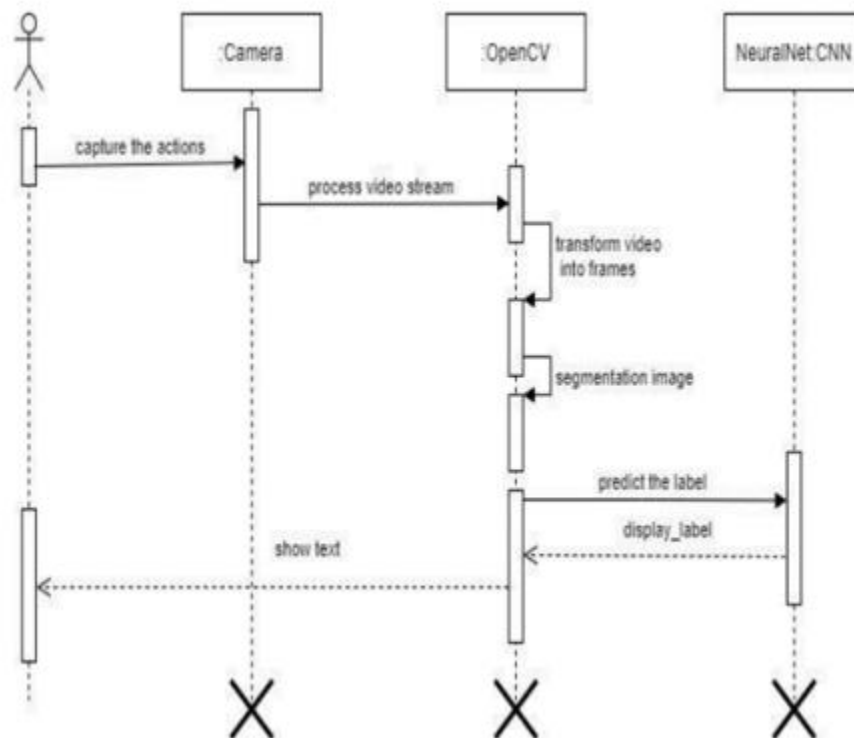 :Camera
:OpenCV
NeuralNet:CNN
capture the actions
process video stream
transform video
into frames
segmentation image
predict the label
display_label
show text